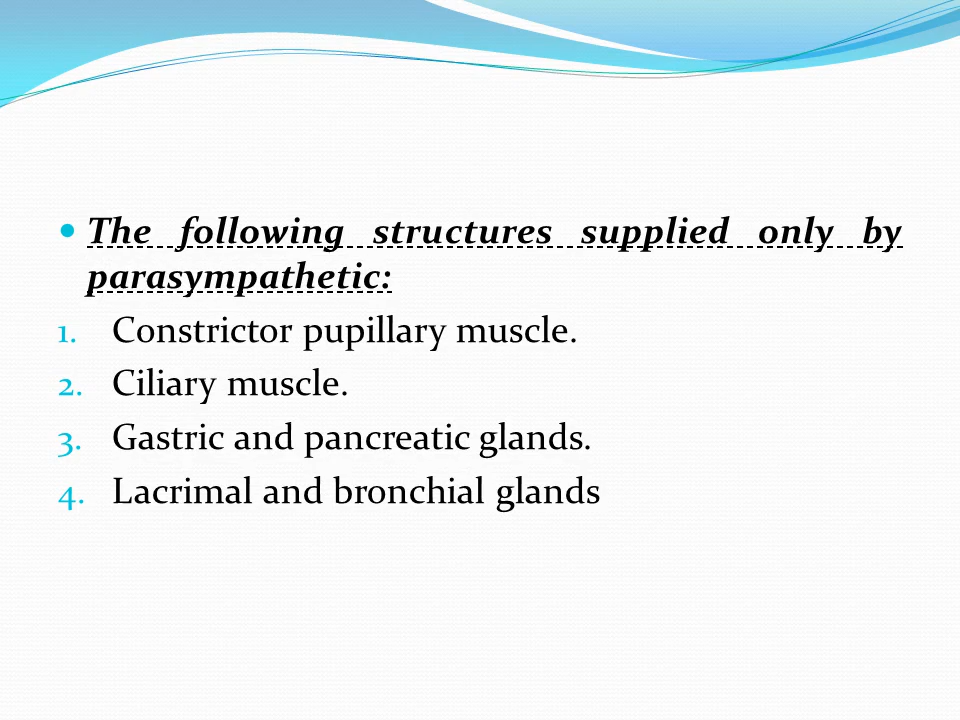 The following structures supplied only by
parasympathetic:
1. Constrictor pupillary muscle.
2. Ciliary muscle.
3. Gastric and pancreatic glands.
4. Lacrimal and bronchial glands